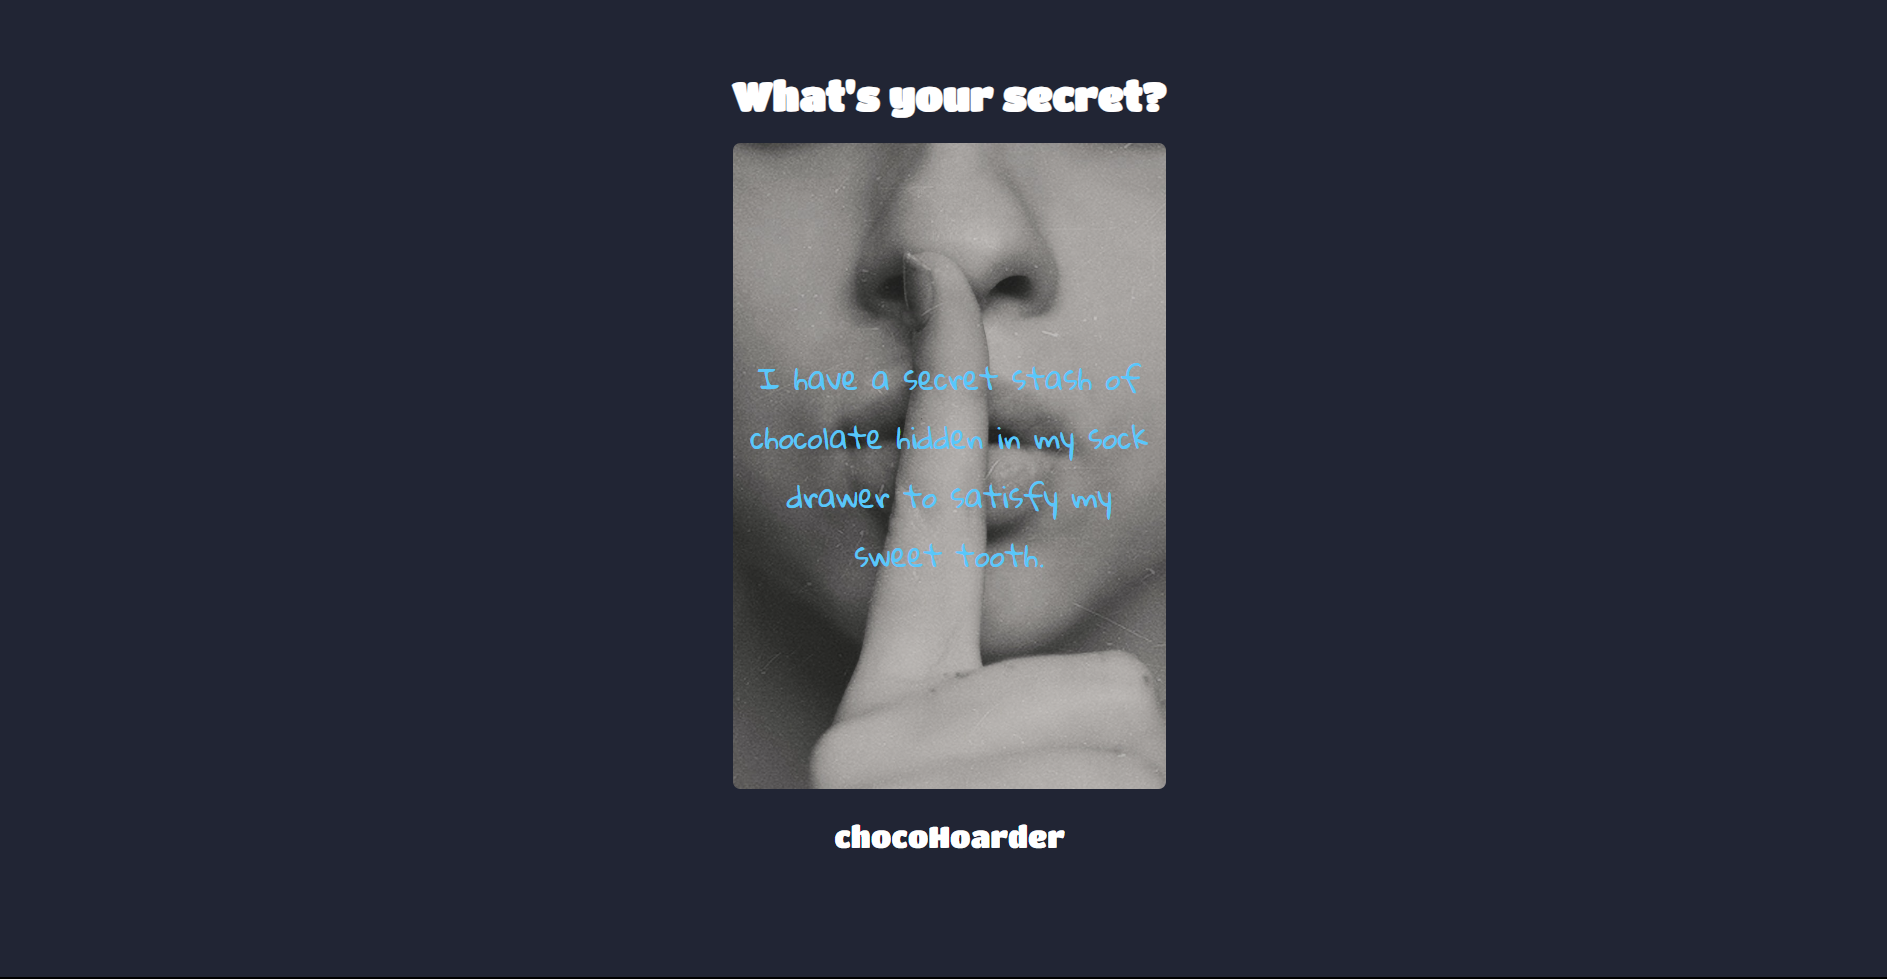 What's your secret?
I have a secret stash of
chocolate hidden in my sock
drawer to satisfy my
sweet tooth.
chocoHoarder